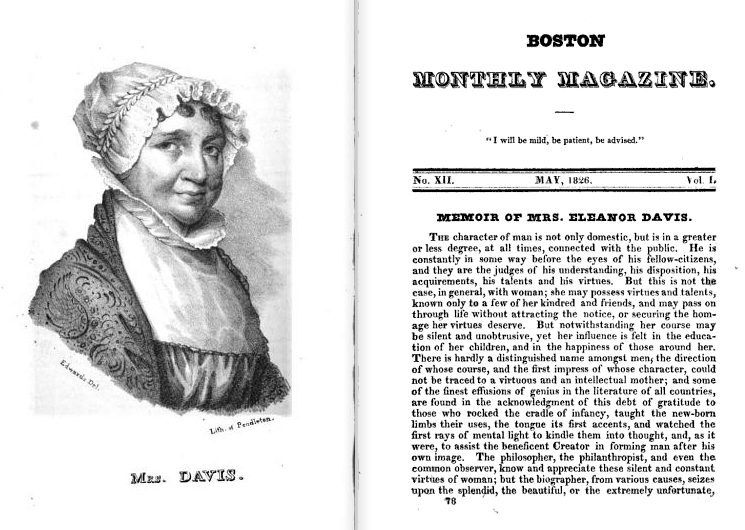 Edwards, Del.
Lith. of Pendleton.
Mrs. DAVIS.
BOSTON
MONTHLY MAGAZINE.
"I will be mild, be patient, be advised."
No. XII. MAY, 1826. Vol. I.
MEMOIR OF MRS. ELEANOR DAVIS.
THE character of man is not only domestic, but is in a greater
or less degree, at all times, connected with the public. He is
constantly in some way before the eyes of his fellow-citizens,
and they are the judges of his understanding, his disposition, his
acquirements, his talents and his virtues. But this is not the
case, in general, with woman; she may possess virtues and talents,
known only to a few of her kindred and friends, and may pass on
through life without attracting the notice, or securing the hom-
age her virtues deserve. But notwithstanding her course may
be silent and unobtrusive, yet her influence is felt in the educa-
tion of her children, and in the happiness of those around her.
There is hardly a distinguished name amongst men, the direction
of whose course, and the first impress of whose character, could
not be traced to a virtuous and an intellectual mother; and some
of the finest effusions of genius in the literature of all countries,
are found in the acknowledgment of this debt of gratitude to
those who rocked the cradle of infancy, taught the new-born
limbs their uses, the tongue its first accents, and watched the
first rays of mental light to kindle them into thought, and, as it
were, to assist the beneficent Creator in forming man after his
own image. The philosopher, the philanthropist, and even the
common observer, know and appreciate these silent and constant
virtues of woman; but the biographer, from various causes, seizes
upon the splendid, the beautiful, or the extremely unfortunate,
78